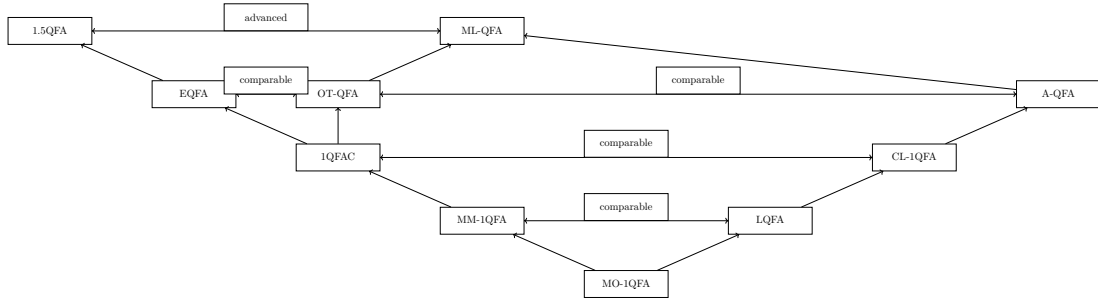 advanced
1.5QFA
ML-QFA
comparable
comparable
EQFA
OT-QFA
A-QFA
comparable
1QFAC
CL-1QFA
comparable
MM-1QFA
LQFA
MO-1QFA